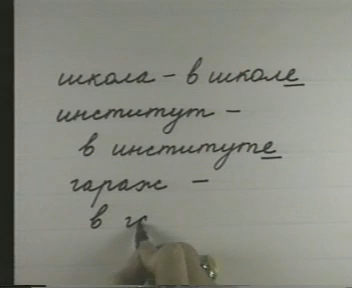 школа – в школе
институт –
в институте
гараж –
в г